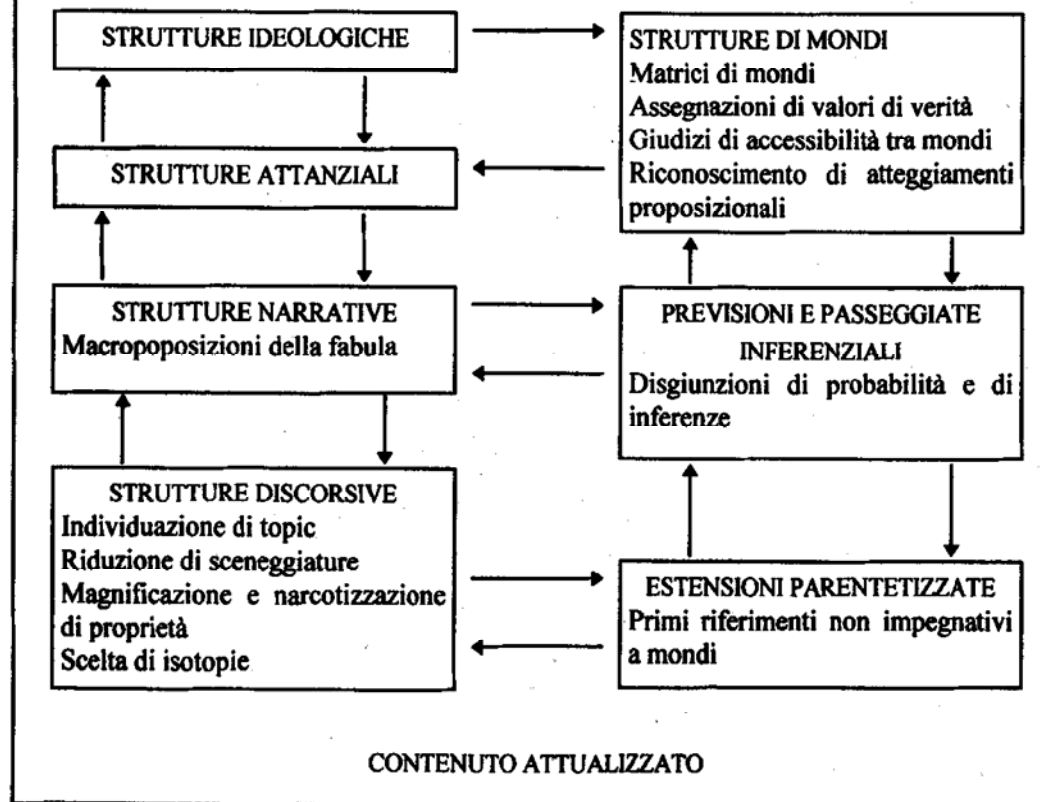 STRUTTURE IDEOLOGICHE
STRUTTURE ATTANZIALI
STRUTTURE NARRATIVE
Macropoposizioni della fabula
STRUTTURE DISCORSIVE
Individuazione di topic
Riduzione di sceneggiature
Magnificazione e narcotizzazione
di proprietà
Scelta di isotopie
STRUTTURE DI MONDI
Matrici di mondi
Assegnazioni di valori di verità
Giudizi di accessibilità tra mondi
Riconoscimento di atteggiamenti
proposizionali
PREVISIONI E PASSEGGIATE
INFERENZIALI
Disgiunzioni di probabilità e di
inferenze
ESTENSIONI PARENTETIZZATE
Primi riferimenti non impegnativi
a mondi
CONTENUTO ATTUALIZZATO